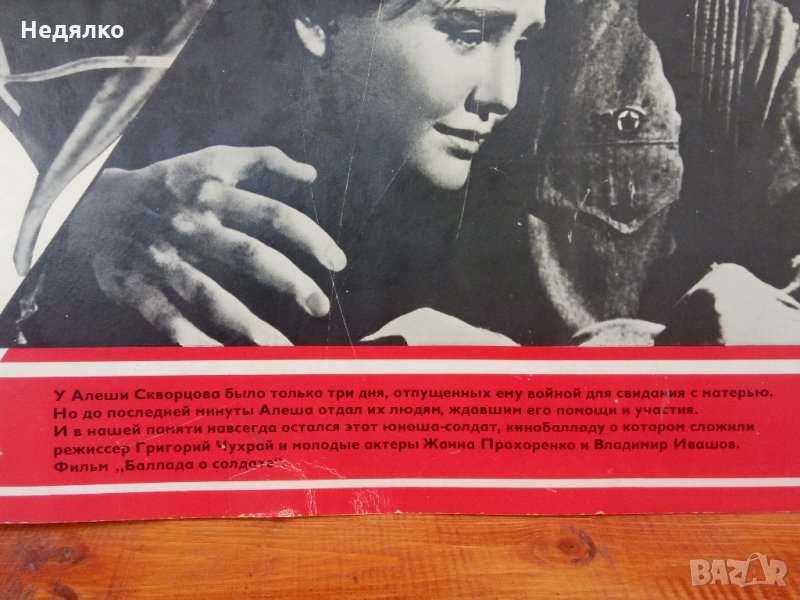 Недялко
У Алеши Скворцова было только три дня, отпущенных ему войной для свидания с матерью.
Но до последней минуты Алеша отдал их людям, ждавшим его помощи и участия.
И в нашей памяти навсегда остался этот юноша-солдат, кинобалладу о котором сложили
режиссер Григорий Чухрай и молодые актеры Жанна Прохоренко и Владимир Ивашов.
Фильм „Баллада о солдате“.
BAZAR